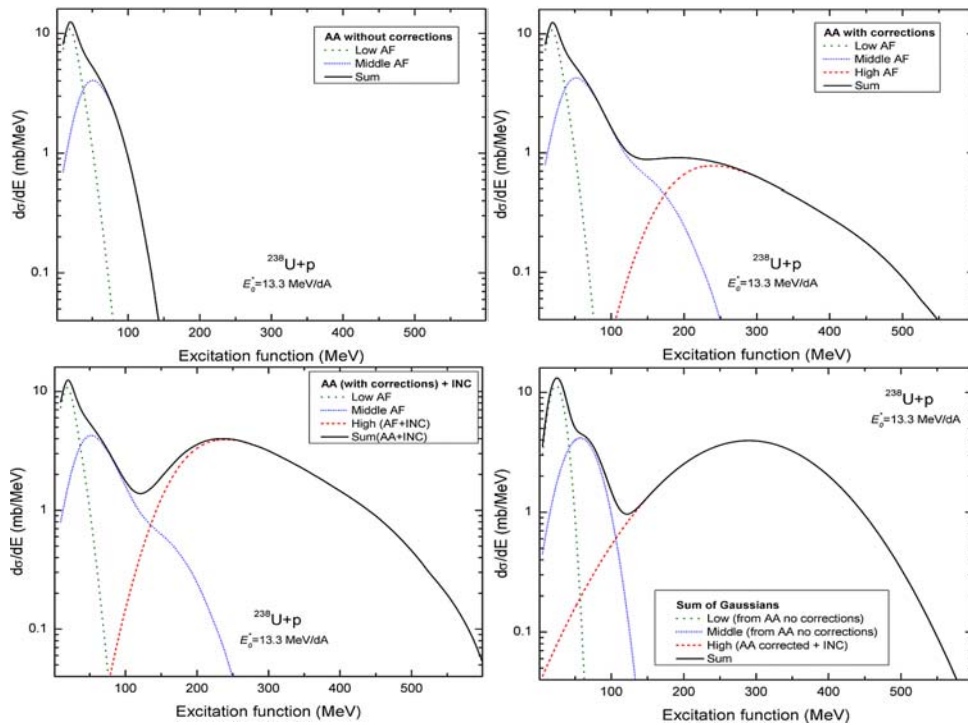 dσ/dE (mb/MeV)
10
1
0.1
AA without corrections
Low AF
Middle AF
Sum
²³⁸U+p
E₀*=13.3 MeV/dA
100
200
300
400
500
Excitation function (MeV)
dσ/dE (mb/MeV)
10
1
0.1
AA with corrections
Low AF
Middle AF
High AF
Sum
²³⁸U+p
E₀*=13.3 MeV/dA
100
200
300
400
500
Excitation function (MeV)
dσ/dE (mb/MeV)
10
1
0.1
AA (with corrections) + INC
Low AF
Middle AF
High (AF+INC)
Sum(AA+INC)
²³⁸U+p
E₀*=13.3 MeV/dA
100
200
300
400
500
Excitation function (MeV)
dσ/dE (mb/MeV)
10
1
0.1
²³⁸U+p
E₀*=13.3 MeV/dA
Sum of Gaussians
Low (from AA no corrections)
Middle (from AA no corrections)
High (AA corrected + INC)
Sum
100
200
300
400
500
Excitation function (MeV)